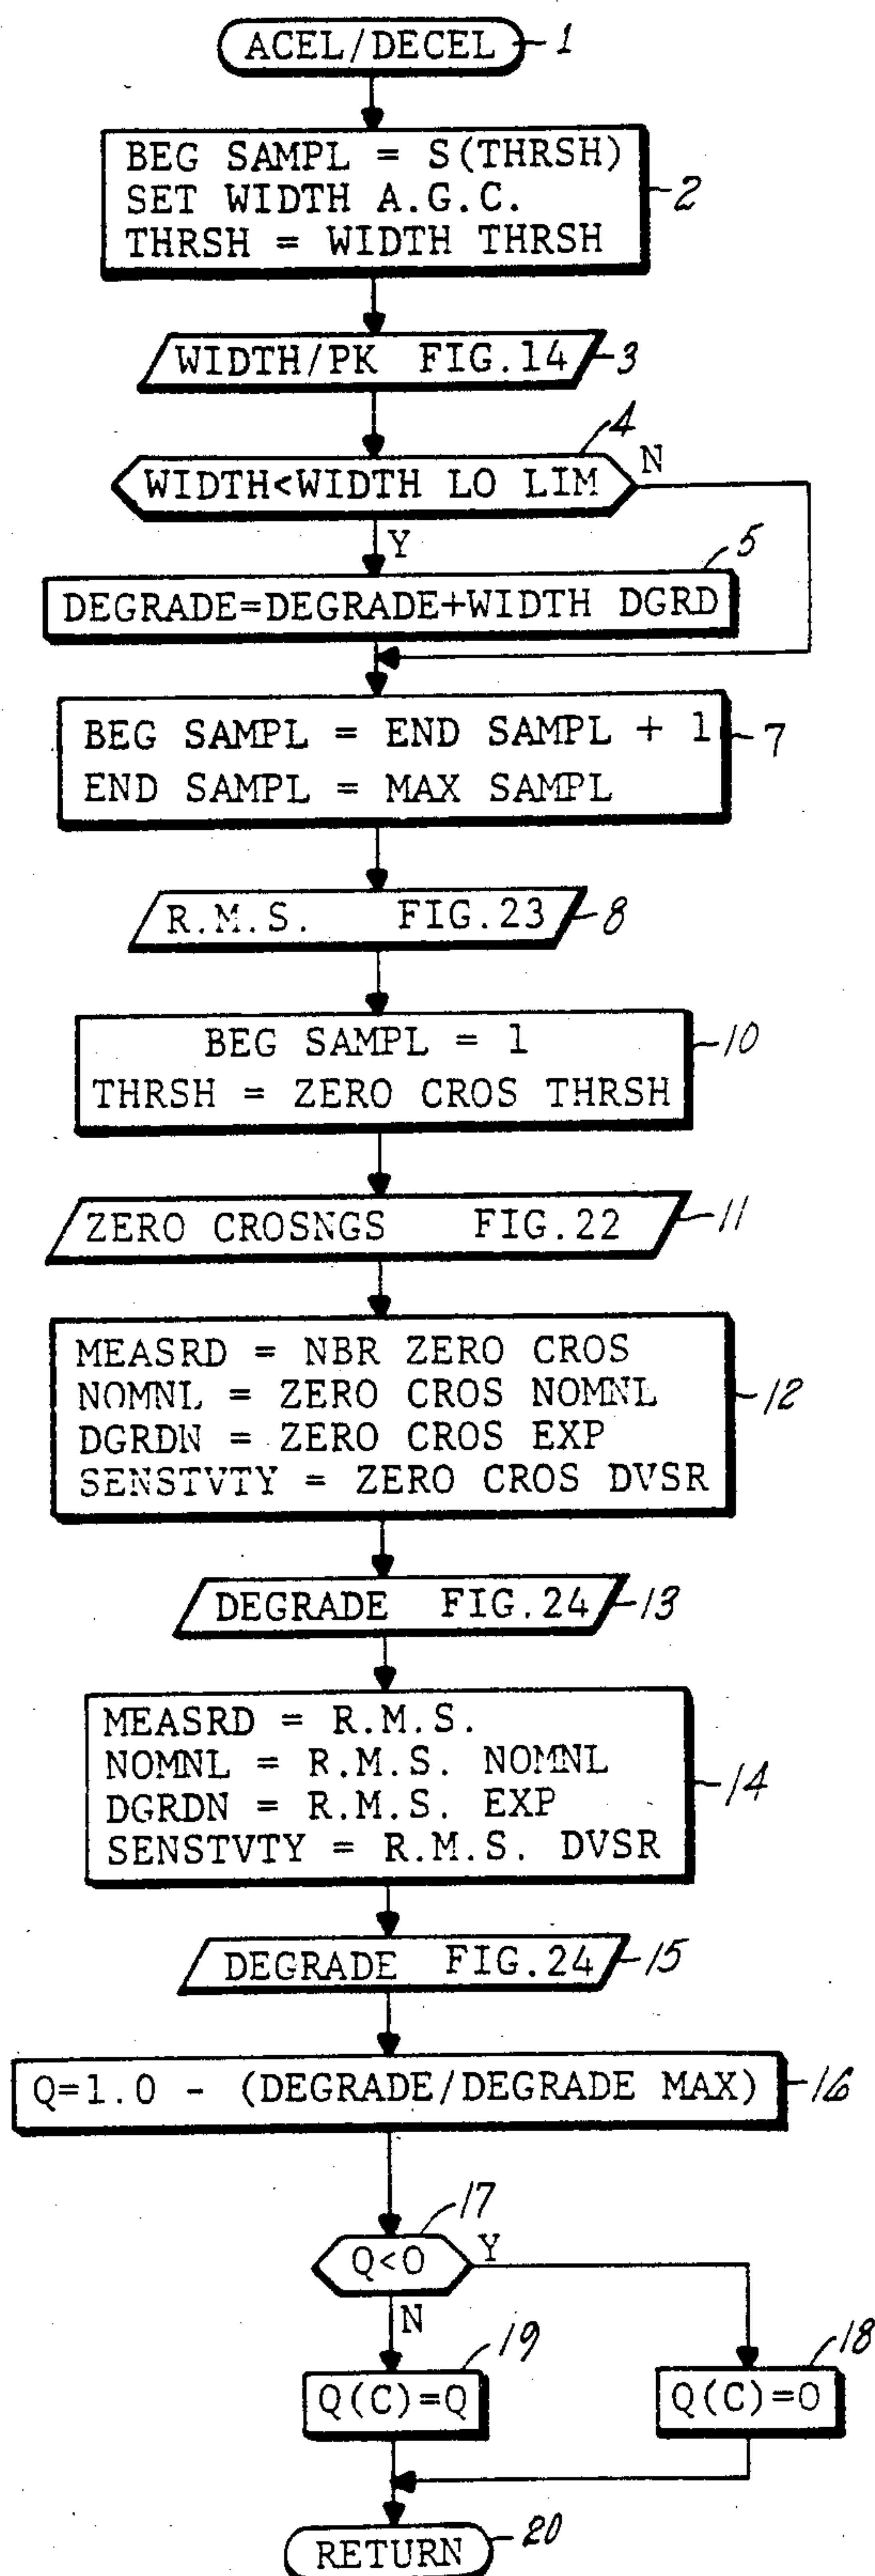 ACEL/DECEL 1
BEG SAMPL = S(THRSH)
SET WIDTH A.G.C. 2
THRSH = WIDTH THRSH
WIDTH/PK FIG.14 3
4
WIDTH<WIDTH LO LIM N
Y
5
DEGRADE=DEGRADE+WIDTH DGRD
BEG SAMPL = END SAMPL + 1 7
END SAMPL = MAX SAMPL
R.M.S. FIG.23 8
BEG SAMPL = 1 10
THRSH = ZERO CROS THRSH
ZERO CROSNGS FIG.22 11
MEASRD = NBR ZERO CROS
NOMNL = ZERO CROS NOMNL 12
DGRDN = ZERO CROS EXP
SENSTVTY = ZERO CROS DVSR
DEGRADE FIG.24 13
MEASRD = R.M.S.
NOMNL = R.M.S. NOMNL 14
DGRDN = R.M.S. EXP
SENSTVTY = R.M.S. DVSR
DEGRADE FIG.24 15
Q=1.0 - (DEGRADE/DEGRADE MAX) 16
17
Q<0 Y
N
19 18
Q(C)=Q Q(C)=0
RETURN 20